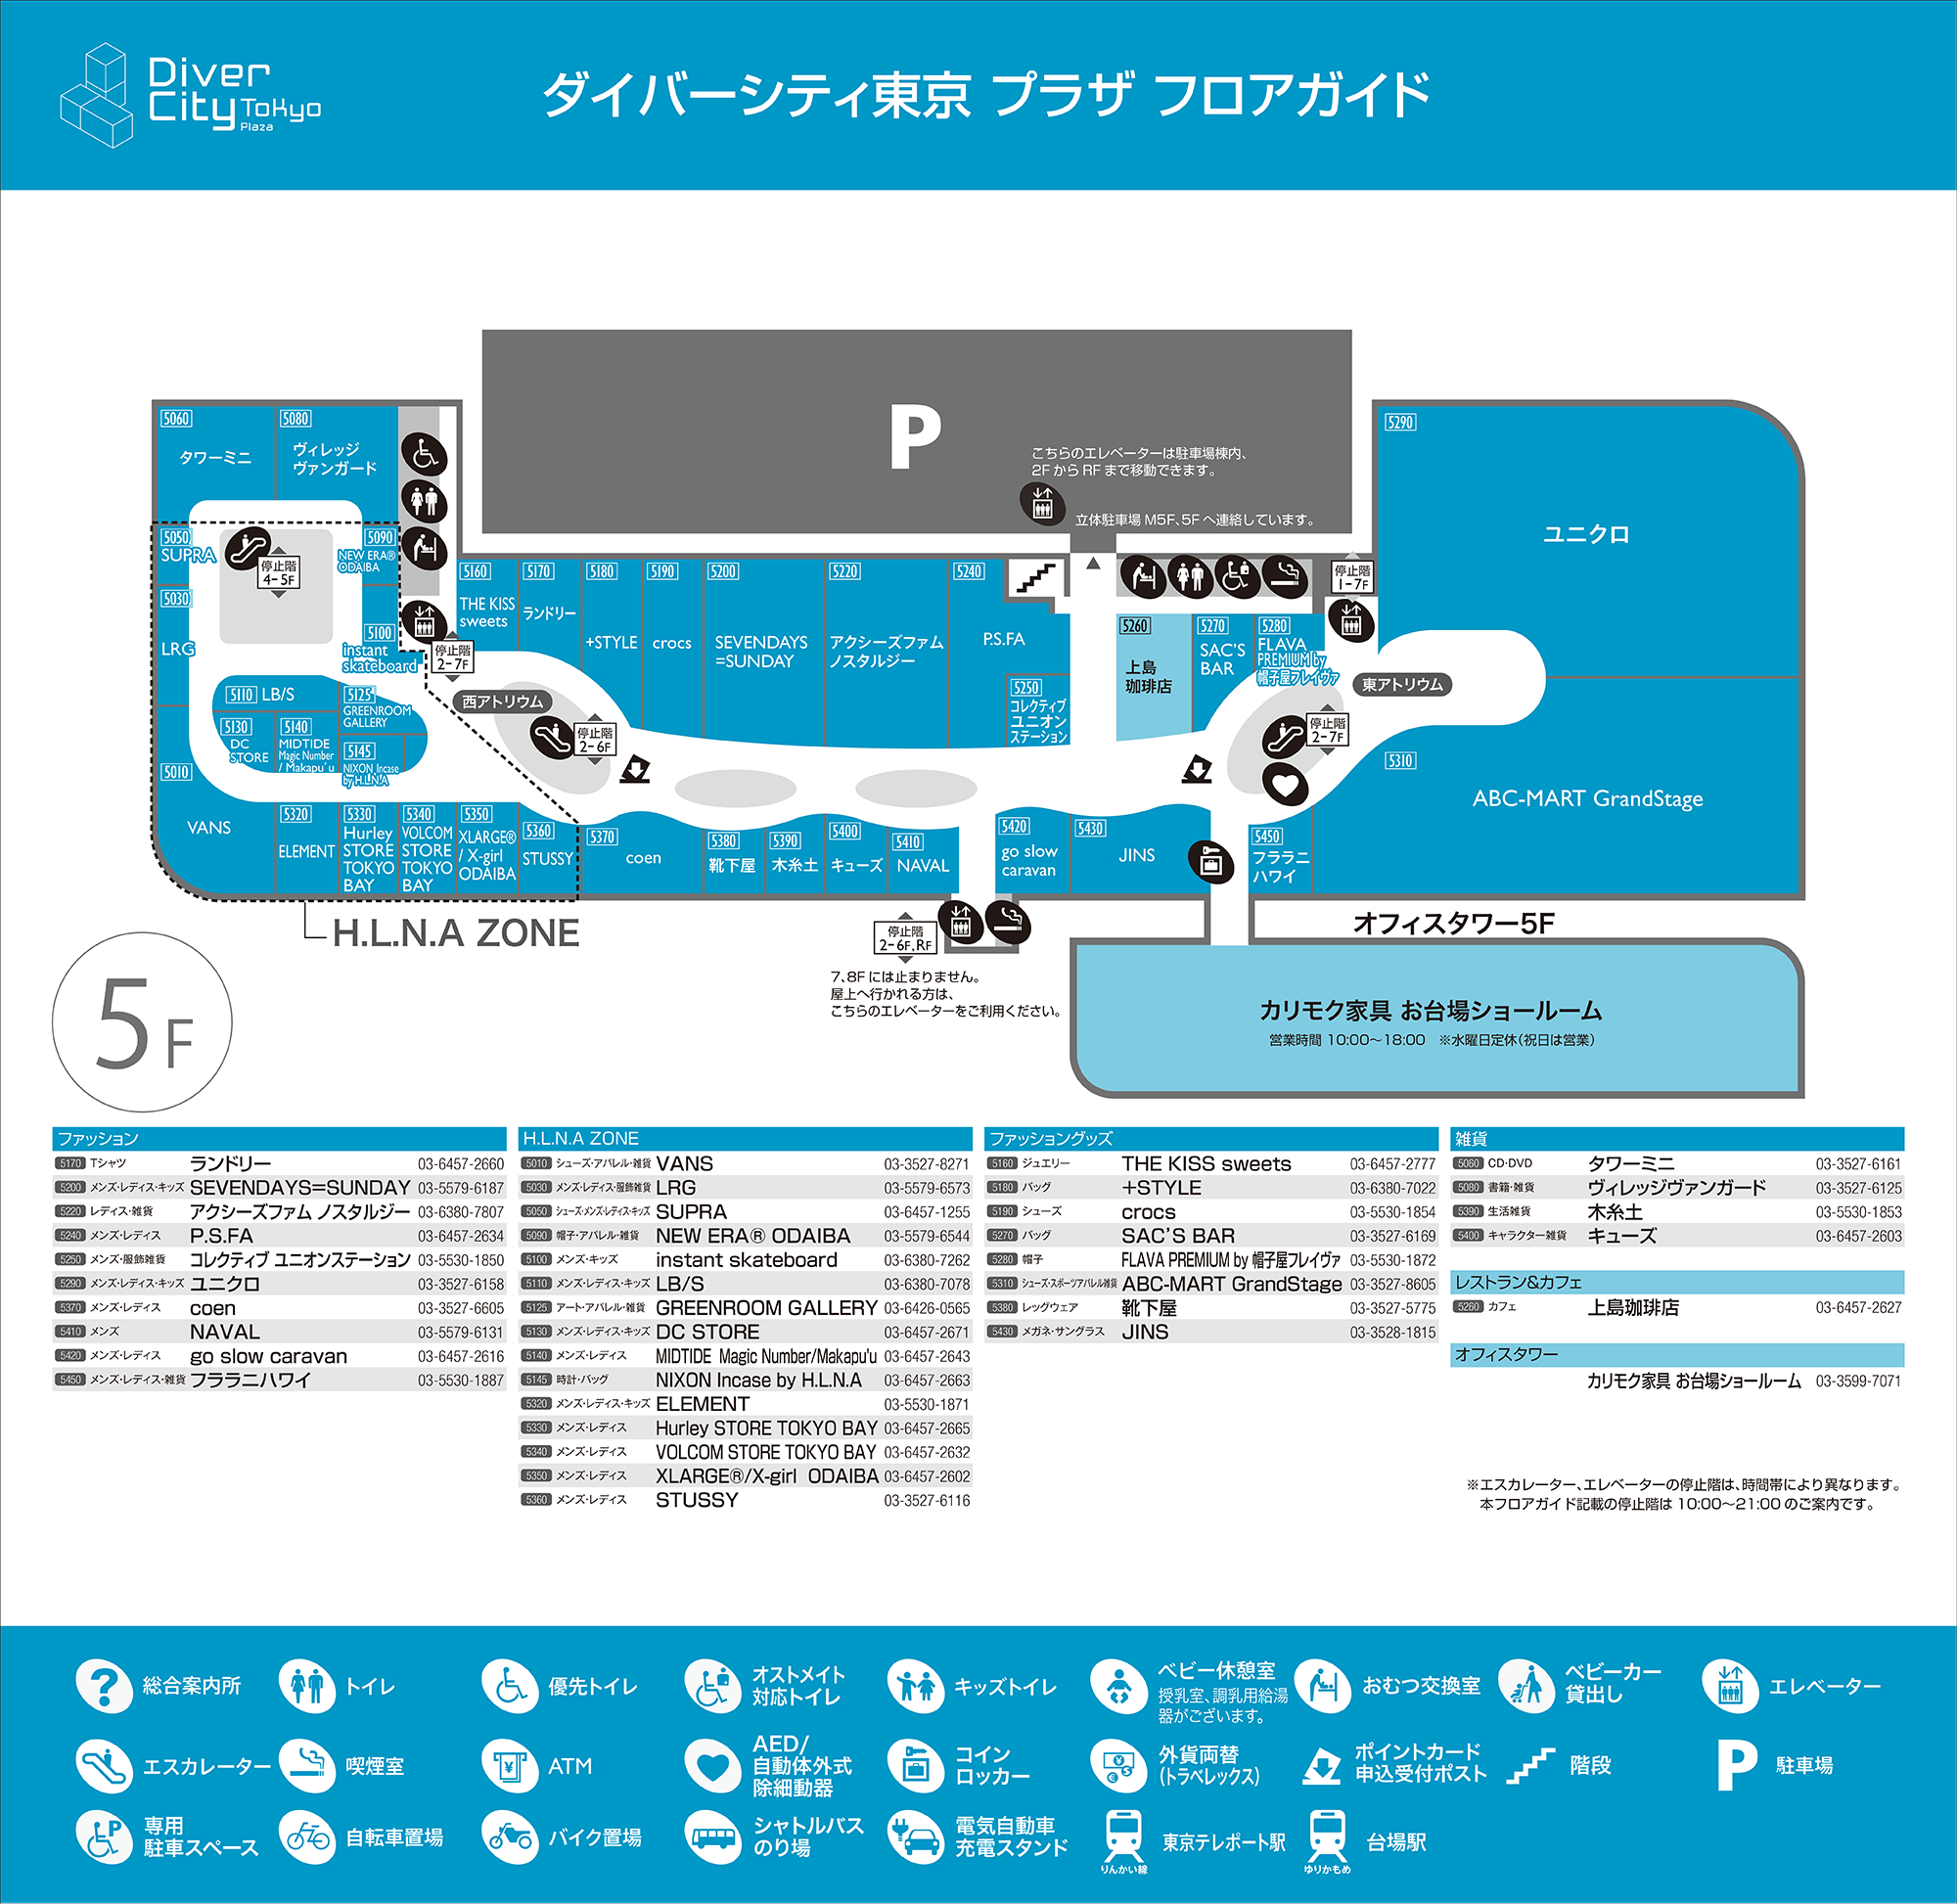 Diver
City Tokyo
Plaza
ダイバーシティ東京 プラザ フロアガイド
P
こちらのエレベーターは駐車場棟内、
2FからRFまで移動できます。
立体駐車場M5F、5Fへ連絡しています。
5060
タワーミニ
5080
ヴィレッジ
ヴァンガード
5050
SUPRA
停止階
4-5F
5090
NEW ERA®
ODAIBA
5030
LRG
5100
instant
skateboard
停止階
2-7F
5110 LB/S
5125
GREENROOM
GALLERY
5130
DC
STORE
5140
MIDTIDE
Magic Number
/ Makapu'u
5145
NIXON Incase
by H.L.N.A
5010
VANS
5320
ELEMENT
5330
Hurley
STORE
TOKYO
BAY
5340
VOLCOM
STORE
TOKYO
BAY
5350
XLARGE®
/ X-girl
ODAIBA
5360
STUSSY
H.L.N.A ZONE
5160
THE KISS
sweets
5170
ランドリー
5180
+STYLE
5190
crocs
5200
SEVENDAYS
=SUNDAY
5220
アクシーズファム
ノスタルジー
5240
P.S.FA
5250
コレクティブ
ユニオン
ステーション
西アトリウム
停止階
2-6F
5260
上島
珈琲店
5270
SAC'S
BAR
5280
FLAVA
PREMIUM by
帽子屋フレイヴァ
停止階
1-7F
東アトリウム
停止階
2-7F
5290
ユニクロ
5310
ABC-MART GrandStage
5370
coen
5380
靴下屋
5390
木糸土
5400
キューズ
5410
NAVAL
5420
go slow
caravan
5430
JINS
5450
フララニ
ハワイ
停止階
2-6F,RF
7、8Fには止まりません。
屋上へ行かれる方は、
こちらのエレベーターをご利用ください。
オフィスタワー5F
カリモク家具 お台場ショールーム
営業時間 10:00〜18:00 ※水曜日定休(祝日は営業)
5F
ファッション
5170 Tシャツ ランドリー 03-6457-2660
5200 メンズ・レディス・キッズ SEVENDAYS=SUNDAY 03-5579-6187
5220 レディス・雑貨 アクシーズファム ノスタルジー 03-6380-7807
5240 メンズ・レディス P.S.FA 03-6457-2634
5250 メンズ・服飾雑貨 コレクティブ ユニオンステーション 03-5530-1850
5290 メンズ・レディス・キッズ ユニクロ 03-3527-6158
5370 メンズ・レディス coen 03-3527-6605
5410 メンズ NAVAL 03-5579-6131
5420 メンズ・レディス go slow caravan 03-6457-2616
5450 メンズ・レディス・雑貨 フララニハワイ 03-5530-1887
H.L.N.A ZONE
5010 シューズ・アパレル・雑貨 VANS 03-3527-8271
5030 メンズ・レディス・服飾雑貨 LRG 03-5579-6573
5050 シューズ・メンズ・レディス・キッズ SUPRA 03-6457-1255
5090 帽子・アパレル・雑貨 NEW ERA® ODAIBA 03-5579-6544
5100 メンズ・キッズ instant skateboard 03-6380-7262
5110 メンズ・レディス・キッズ LB/S 03-6380-7078
5125 アート・アパレル・雑貨 GREENROOM GALLERY 03-6426-0565
5130 メンズ・レディス・キッズ DC STORE 03-6457-2671
5140 メンズ・レディス MIDTIDE Magic Number/Makapu'u 03-6457-2643
5145 時計・バッグ NIXON Incase by H.L.N.A 03-6457-2663
5320 メンズ・レディス・キッズ ELEMENT 03-5530-1871
5330 メンズ・レディス Hurley STORE TOKYO BAY 03-6457-2665
5340 メンズ・レディス VOLCOM STORE TOKYO BAY 03-6457-2632
5350 メンズ・レディス XLARGE®/X-girl ODAIBA 03-6457-2602
5360 メンズ・レディス STUSSY 03-3527-6116
ファッショングッズ
5160 ジュエリー THE KISS sweets 03-6457-2777
5180 バッグ +STYLE 03-6380-7022
5190 シューズ crocs 03-5530-1854
5270 バッグ SAC'S BAR 03-3527-6169
5280 帽子 FLAVA PREMIUM by 帽子屋フレイヴァ 03-5530-1872
5310 シューズ・スポーツアパレル雑貨 ABC-MART GrandStage 03-3527-8605
5380 レッグウェア 靴下屋 03-3527-5775
5430 メガネ・サングラス JINS 03-3528-1815
雑貨
5060 CD・DVD タワーミニ 03-3527-6161
5080 書籍・雑貨 ヴィレッジヴァンガード 03-3527-6125
5390 生活雑貨 木糸土 03-5530-1853
5400 キャラクター雑貨 キューズ 03-6457-2603
レストラン&カフェ
5260 カフェ 上島珈琲店 03-6457-2627
オフィスタワー
カリモク家具 お台場ショールーム 03-3599-7071
※エスカレーター、エレベーターの停止階は、時間帯により異なります。
本フロアガイド記載の停止階は 10:00〜21:00 のご案内です。
総合案内所
トイレ
優先トイレ
オストメイト
対応トイレ
キッズトイレ
ベビー休憩室
授乳室、調乳用給湯
器がございます。
おむつ交換室
ベビーカー
貸出し
エレベーター
エスカレーター
喫煙室
ATM
AED/
自動体外式
除細動器
コイン
ロッカー
外貨両替
(トラベレックス)
ポイントカード
申込受付ポスト
階段
P 駐車場
専用
駐車スペース
自転車置場
バイク置場
シャトルバス
のり場
電気自動車
充電スタンド
りんかい線
東京テレポート駅
ゆりかもめ
台場駅